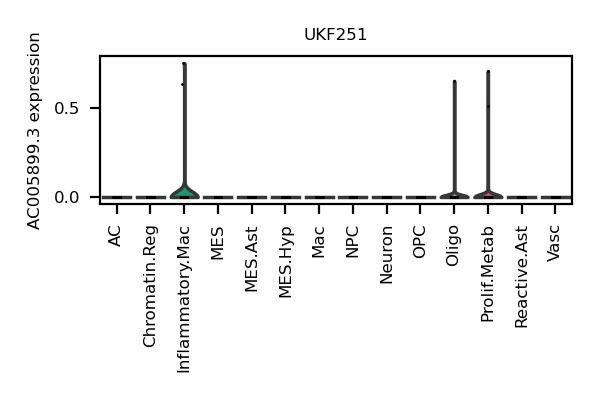 UKF251
AC005899.3 expression
0.5
0.0
AC
Chromatin.Reg
Inflammatory.Mac
MES
MES.Ast
MES.Hyp
Mac
NPC
Neuron
OPC
Oligo
Prolif.Metab
Reactive.Ast
Vasc